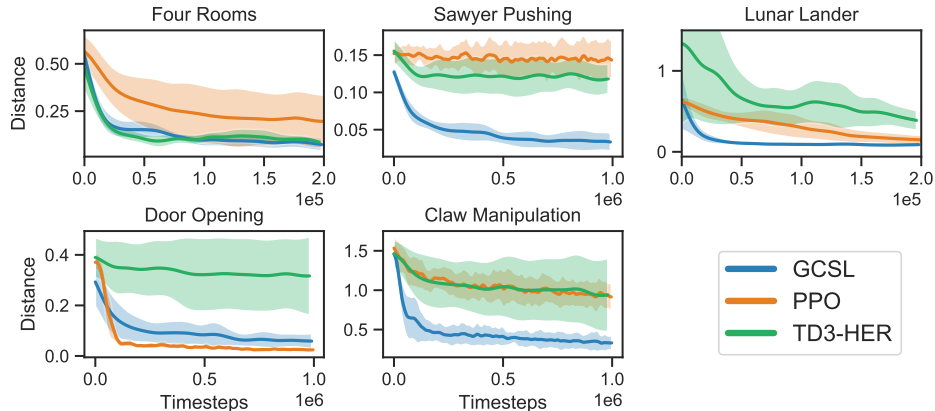 Four Rooms
Sawyer Pushing
Lunar Lander
Distance
0.50
0.25
0.0 0.5 1.0 1.5 2.0
1e5
0.15
0.10
0.05
0.0 0.5 1.0
1e6
1
0
0.0 0.5 1.0 1.5 2.0
1e5
Door Opening
Claw Manipulation
Distance
0.4
0.2
0.0
0.0 0.5 1.0
Timesteps 1e6
1.5
1.0
0.5
0.0 0.5 1.0
Timesteps 1e6
GCSL
PPO
TD3-HER